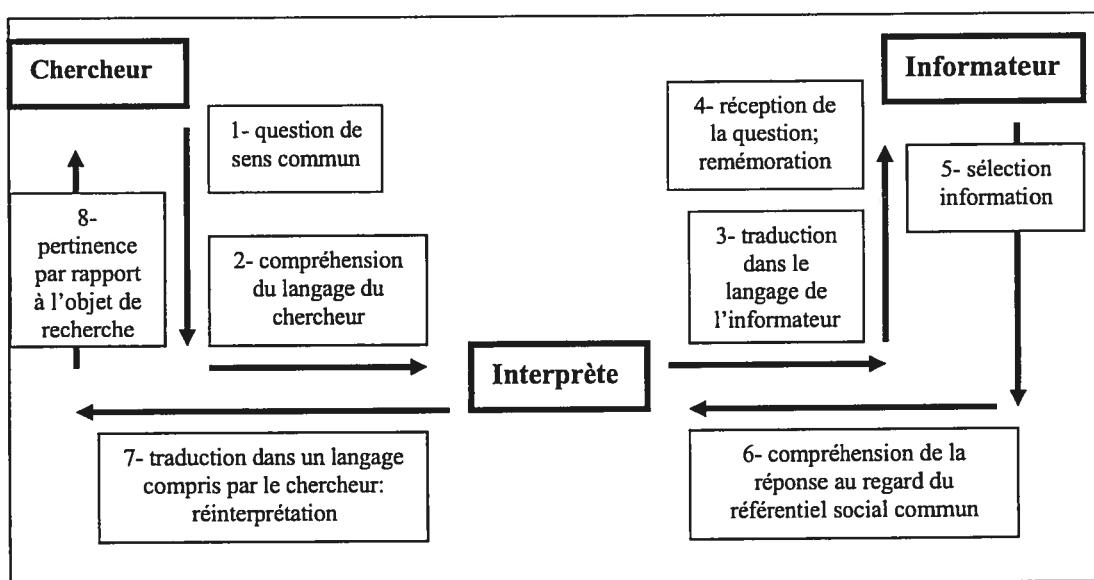 Chercheur
Informateur
1- question de
sens commun
4- réception de
la question;
remémoration
5- sélection
information
8-
pertinence
par rapport
à l'objet de
recherche
2- compréhension
du langage du
chercheur
3- traduction
dans le
langage de
l'informateur
Interprète
7- traduction dans un langage
compris par le chercheur:
réinterprétation
6- compréhension de la
réponse au regard du
référentiel social commun